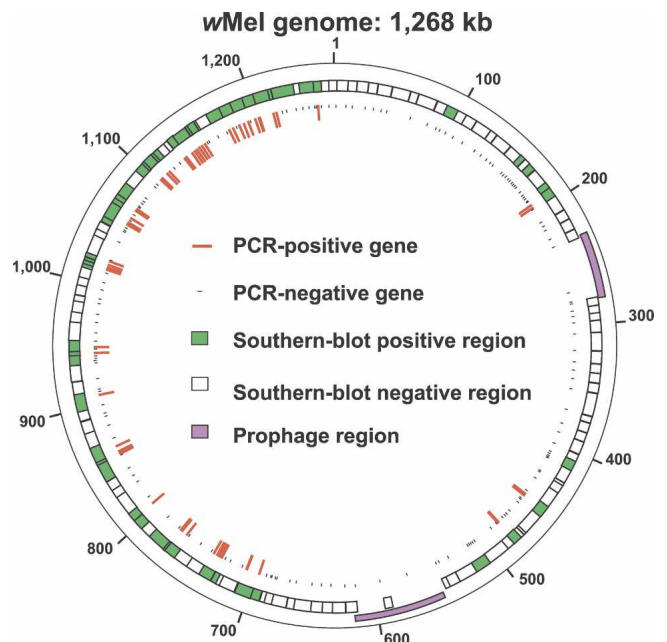 wMel genome: 1,268 kb
1
100
200
300
400
500
600
700
800
900
1,000
1,100
1,200
PCR-positive gene
PCR-negative gene
Southern-blot positive region
Southern-blot negative region
Prophage region